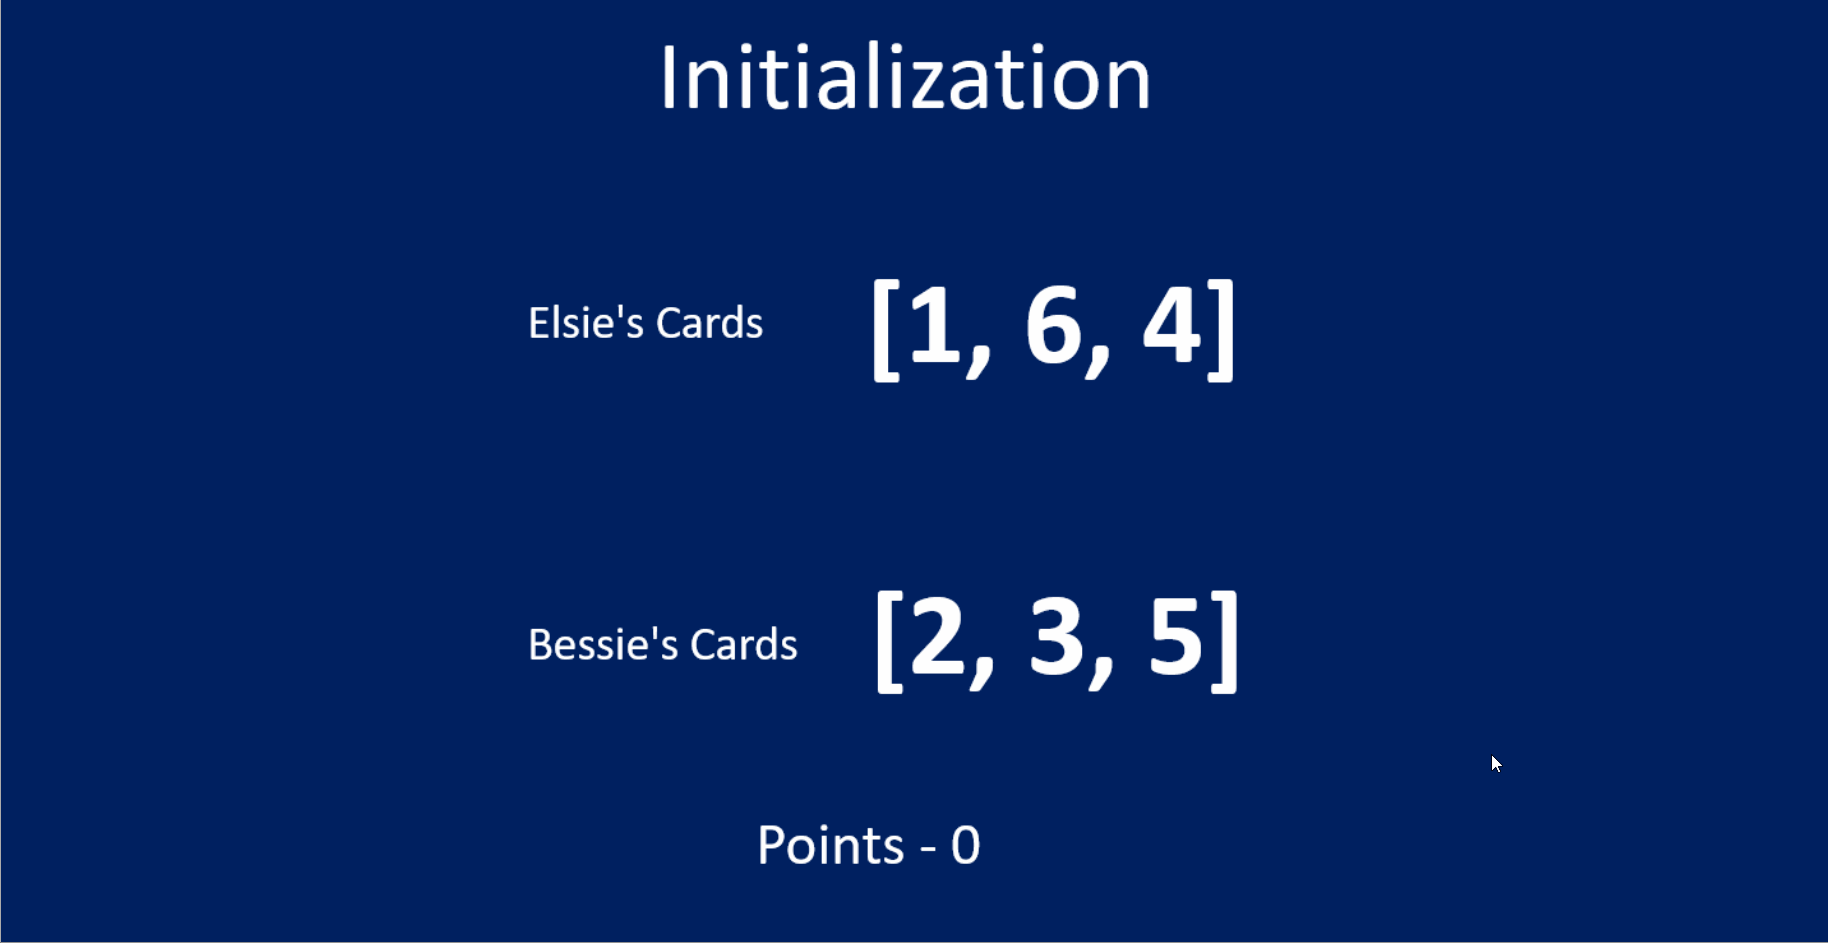 Initialization
Elsie's Cards [1, 6, 4]
Bessie's Cards [2, 3, 5]
Points - 0